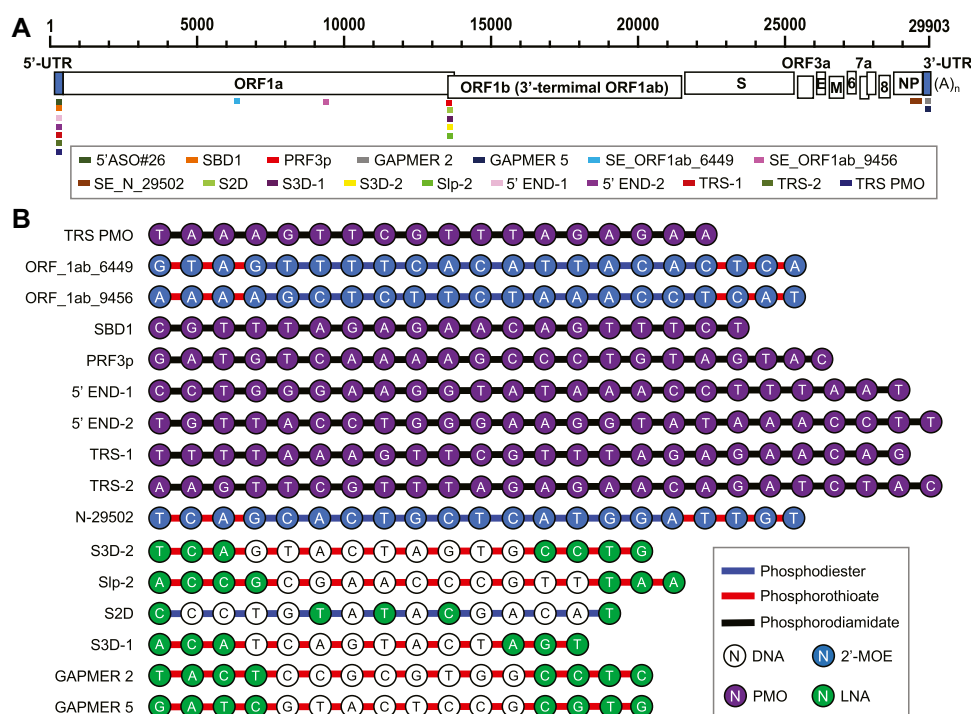 A
1 5000 10000 15000 20000 25000 29903
5'-UTR ORF3a 7a 3'-UTR
ORF1a ORF1b (3'-termimal ORF1ab) S E M 6 8 NP (A)n
5'ASO#26 SBD1 PRF3p GAPMER 2 GAPMER 5 SE_ORF1ab_6449 SE_ORF1ab_9456
SE_N_29502 S2D S3D-1 S3D-2 Slp-2 5' END-1 5' END-2 TRS-1 TRS-2 TRS PMO
B
TRS PMO T A A A G T T C G T T T A G A G A A
ORF_1ab_6449 G T A G T T T T C A C A T T A C A C T C A
ORF_1ab_9456 A A A A G C T C T T C T A A A C C T C A T
SBD1 C G T T T A G A G A A C A G T T T C T
PRF3p G A T G T C A A A A G C C C T G T A G T A C
5' END-1 C C T G G G A A G G T A T A A A C C T T T A A T
5' END-2 T G T T A C C T G G G A A G G T A T A A A C C T T
TRS-1 T T T T A A A G T T C G T T T A G A G A A C A G
TRS-2 A A G T T C G T T T A G A G A A C A G A T C T A C
N-29502 T C A G C A C T G C T C A T G G A T T G T
S3D-2 T C A G T A C T A G T G C C T G
Slp-2 A C C G C G A A C C C G T T T A A
S2D C C C T G T A T A C G A C A T
S3D-1 A C A T C A G T A C T A G T
GAPMER 2 T A C T C C G C G T G G C C T C
GAPMER 5 G A T C G T A C T C C G C G T G
Phosphodiester
Phosphorothioate
Phosphorodiamidate
N DNA N 2'-MOE
N PMO N LNA